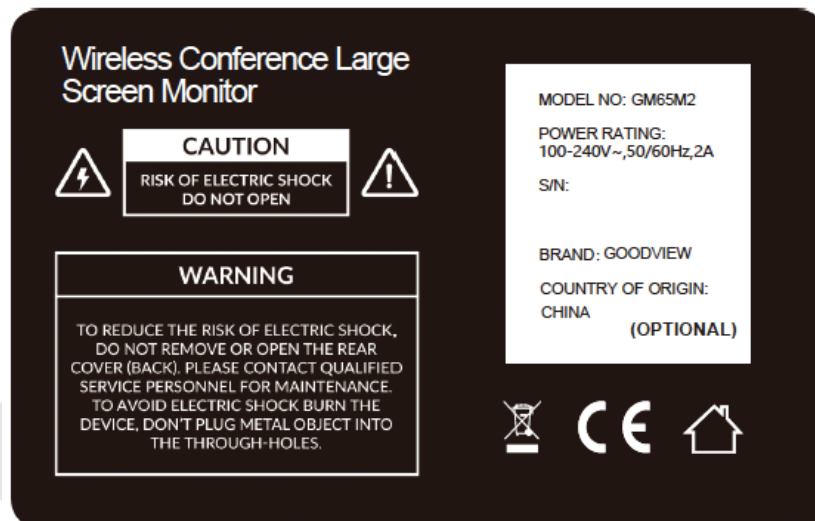 Wireless Conference Large
Screen Monitor
CAUTION
RISK OF ELECTRIC SHOCK
DO NOT OPEN
WARNING
TO REDUCE THE RISK OF ELECTRIC SHOCK,
DO NOT REMOVE OR OPEN THE REAR
COVER (BACK). PLEASE CONTACT QUALIFIED
SERVICE PERSONNEL FOR MAINTENANCE.
TO AVOID ELECTRIC SHOCK BURN THE
DEVICE, DON'T PLUG METAL OBJECT INTO
THE THROUGH-HOLES.
MODEL NO: GM65M2
POWER RATING:
100-240V~,50/60Hz,2A
S/N:
BRAND: GOODVIEW
COUNTRY OF ORIGIN:
CHINA
(OPTIONAL)
CE